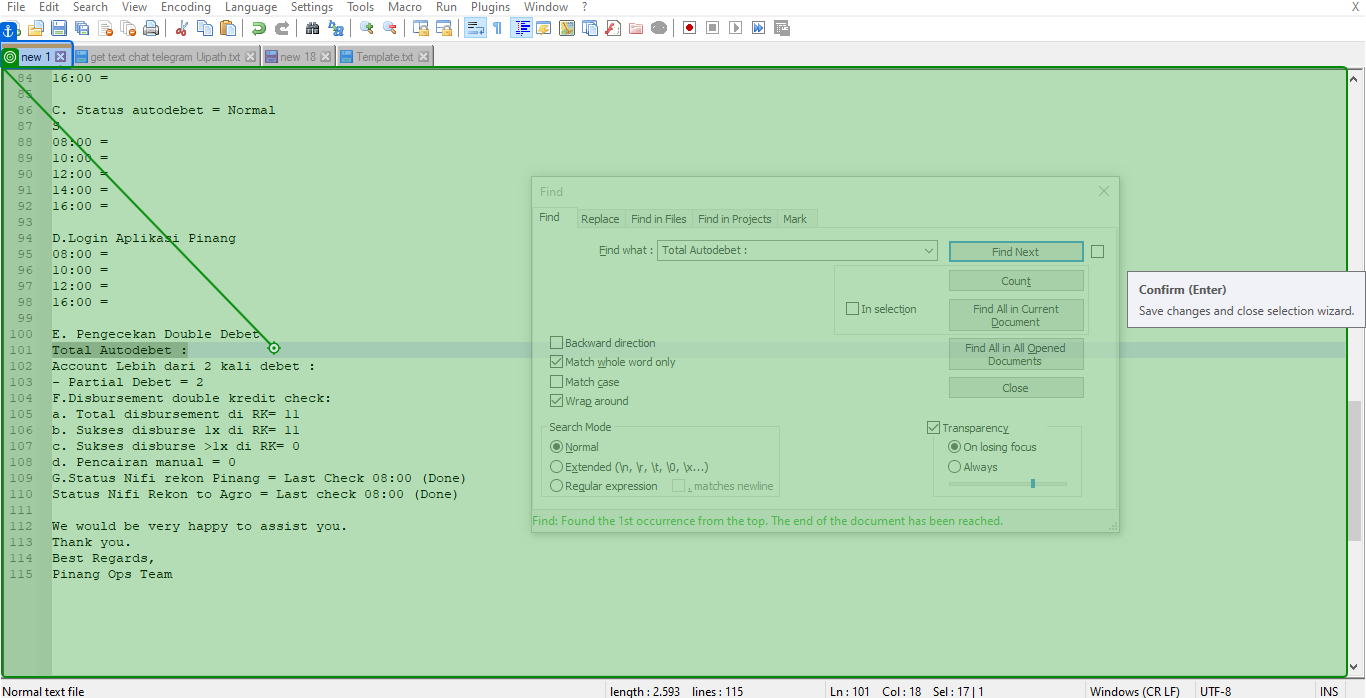 File Edit Search View Encoding Language Settings Tools Macro Run Plugins Window ? X
new 1 get text chat telegram Uipath.txt new 18 Template.txt
84 16:00 =
85
86 C. Status autodebet = Normal
87 S
88 08:00 =
89 10:00 =
90 12:00 =
91 14:00 =
92 16:00 =
93
94 D.Login Aplikasi Pinang
95 08:00 =
96 10:00 =
97 12:00 =
98 16:00 =
99
100 E. Pengecekan Double Debet
101 Total Autodebet :
102 Account Lebih dari 2 kali debet :
103 - Partial Debet = 2
104 F.Disbursement double kredit check:
105 a. Total disbursement di RK= 11
106 b. Sukses disburse 1x di RK= 11
107 c. Sukses disburse >1x di RK= 0
108 d. Pencairan manual = 0
109 G.Status Nifi rekon Pinang = Last Check 08:00 (Done)
110 Status Nifi Rekon to Agro = Last check 08:00 (Done)
111
112 We would be very happy to assist you.
113 Thank you.
114 Best Regards,
115 Pinang Ops Team
Find
Find Replace Find in Files Find in Projects Mark
Find what : Total Autodebet : Find Next
Count
In selection
Find All in Current
Document
Find All in All Opened
Documents
Close
Backward direction
Match whole word only
Match case
Wrap around
Search Mode
Normal
Extended (\n, \r, \t, \0, \x...)
Regular expression . matches newline
Transparency
On losing focus
Always
Find: Found the 1st occurrence from the top. The end of the document has been reached.
Confirm (Enter)
Save changes and close selection wizard.
Normal text file length : 2.593 lines : 115 Ln : 101 Col : 18 Sel : 17 | 1 Windows (CR LF) UTF-8 INS